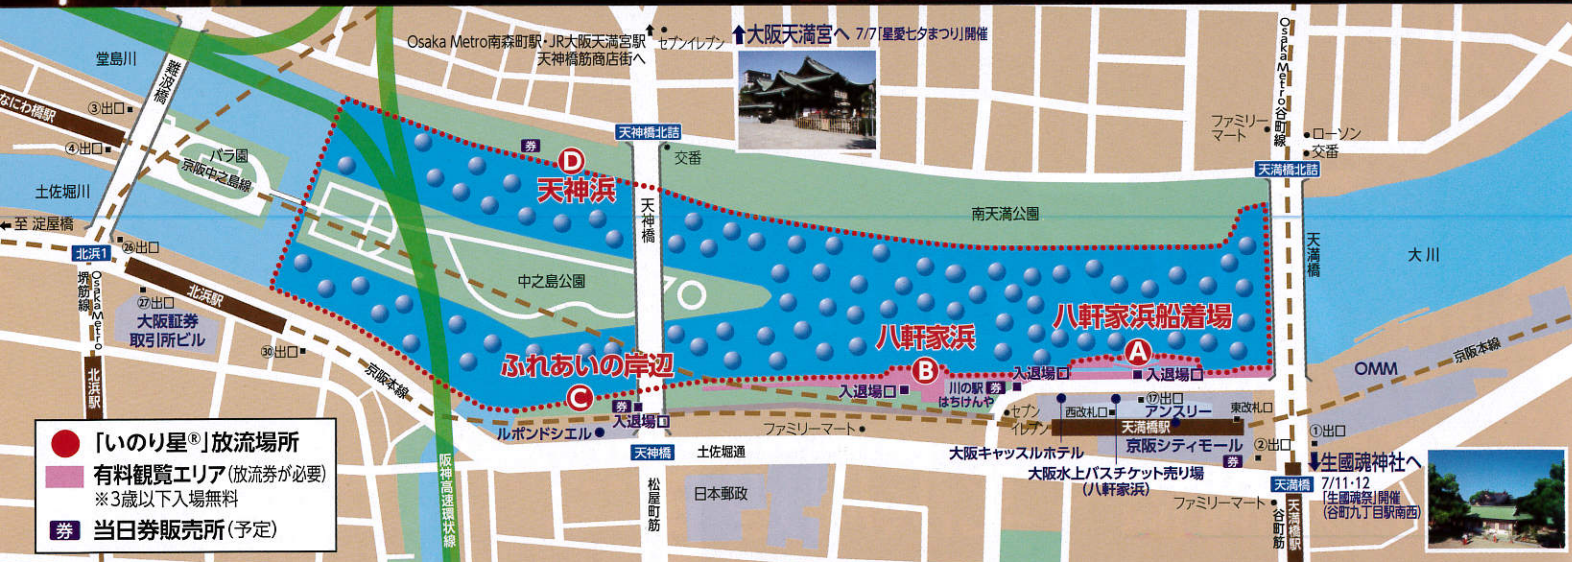 堂島川
なにわ橋駅
③出口
④出口
難波橋
バラ園
京阪中之島線
土佐堀川
至 淀屋橋
北浜1
㉖出口
堺筋線
Osaka Metro
北浜駅
北浜駅
㉗出口
大阪証券
取引所ビル
㉚出口
京阪本線
Osaka Metro南森町駅・JR大阪天満宮駅
天神橋筋商店街へ
セブンイレブン
大阪天満宮へ 7/7「星愛七夕まつり」開催
天神橋北詰
交番
券
D
天神浜
天神橋
中之島公園
南天満公園
Osaka Metro谷町線
ファミリー
マート
ローソン
交番
天満橋北詰
天満橋
大川
八軒家浜船着場
A
八軒家浜
B
ふれあいの岸辺
C
券
入退場口
入退場口
川の駅
はちけんや
券
入退場口
入退場口
ルポンドシエル
ファミリーマート
セブン
イレブン
西改札口
⑰出口
アンスリー
東改札口
天満橋駅
京阪シティモール
②出口
①出口
券
OMM
京阪本線
大阪キャッスルホテル
大阪水上バスチケット売り場
(八軒家浜)
天神橋
土佐堀通
松屋町筋
日本郵政
阪神高速環状線
ファミリーマート
天満橋
谷町筋
天満橋駅
生國魂神社へ
7/11・12
「生國魂祭」開催
(谷町九丁目駅南西)
「いのり星®」放流場所
有料観覧エリア(放流券が必要)
※3歳以下入場無料
券 当日券販売所(予定)